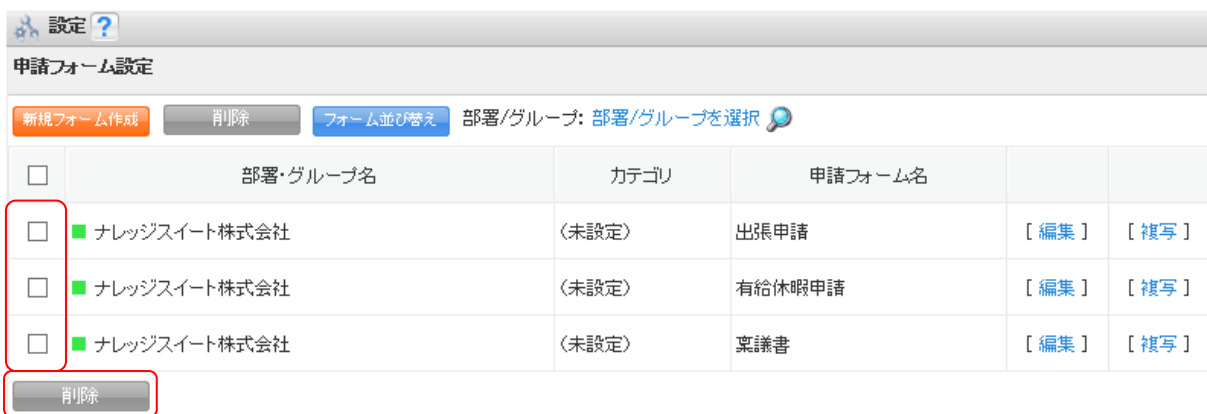 設定 ?
申請フォーム設定
新規フォーム作成 削除 フォーム並び替え 部署/グループ: 部署/グループを選択
部署・グループ名 カテゴリ 申請フォーム名
ナレッジスイート株式会社 （未設定） 出張申請 [ 編集 ] [ 複写 ]
ナレッジスイート株式会社 （未設定） 有給休暇申請 [ 編集 ] [ 複写 ]
ナレッジスイート株式会社 （未設定） 稟議書 [ 編集 ] [ 複写 ]
削除